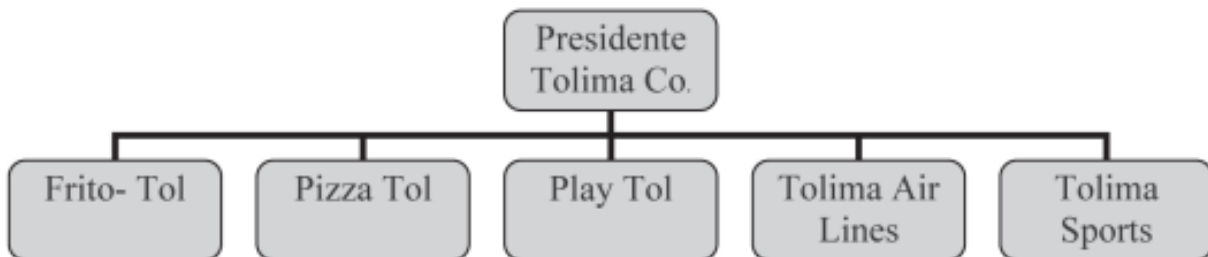 Presidente
Tolima Co.
Frito- Tol
Pizza Tol
Play Tol
Tolima Air
Lines
Tolima
Sports